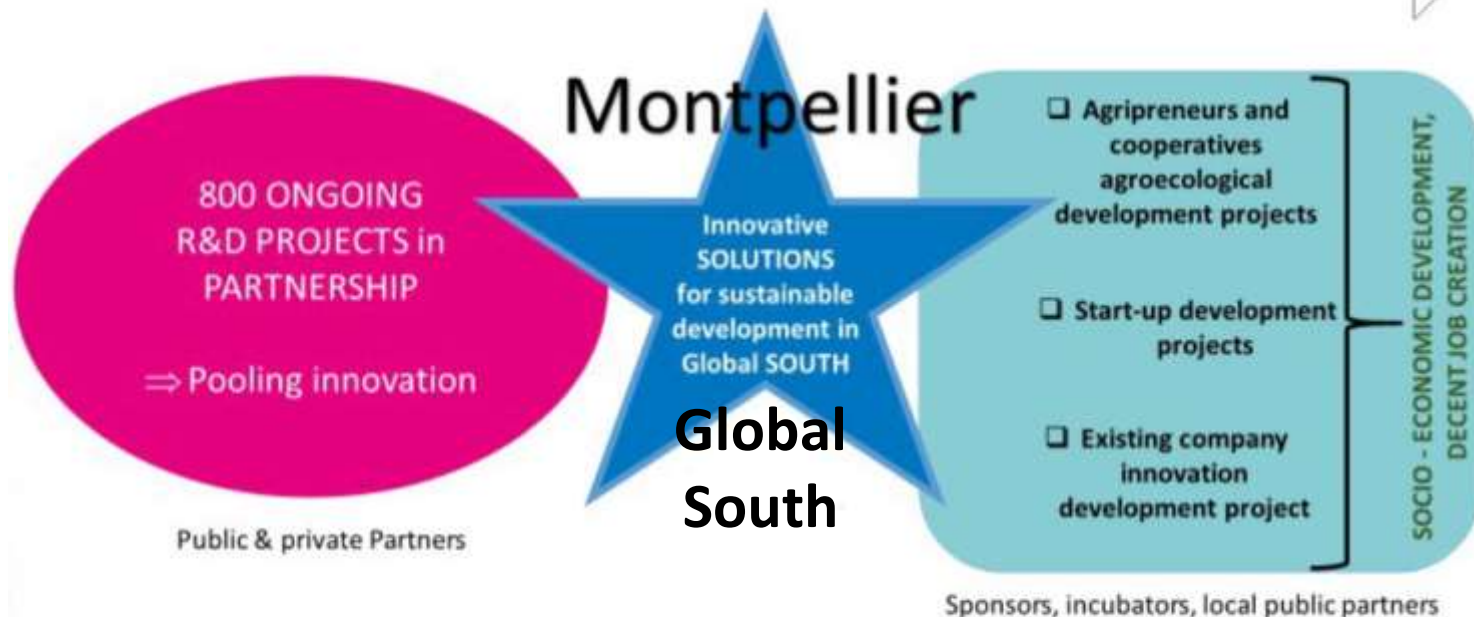 Montpellier
800 ONGOING
R&D PROJECTS in
PARTNERSHIP
⇒ Pooling innovation
Public & private Partners
Innovative
SOLUTIONS
for sustainable
development in
Global SOUTH
Global
South
❑ Agripreneurs and
cooperatives
agroecological
development projects
❑ Start-up development
projects
❑ Existing company
innovation
development project
SOCIO - ECONOMIC DEVELOPMENT,
DECENT JOB CREATION
Sponsors, incubators, local public partners